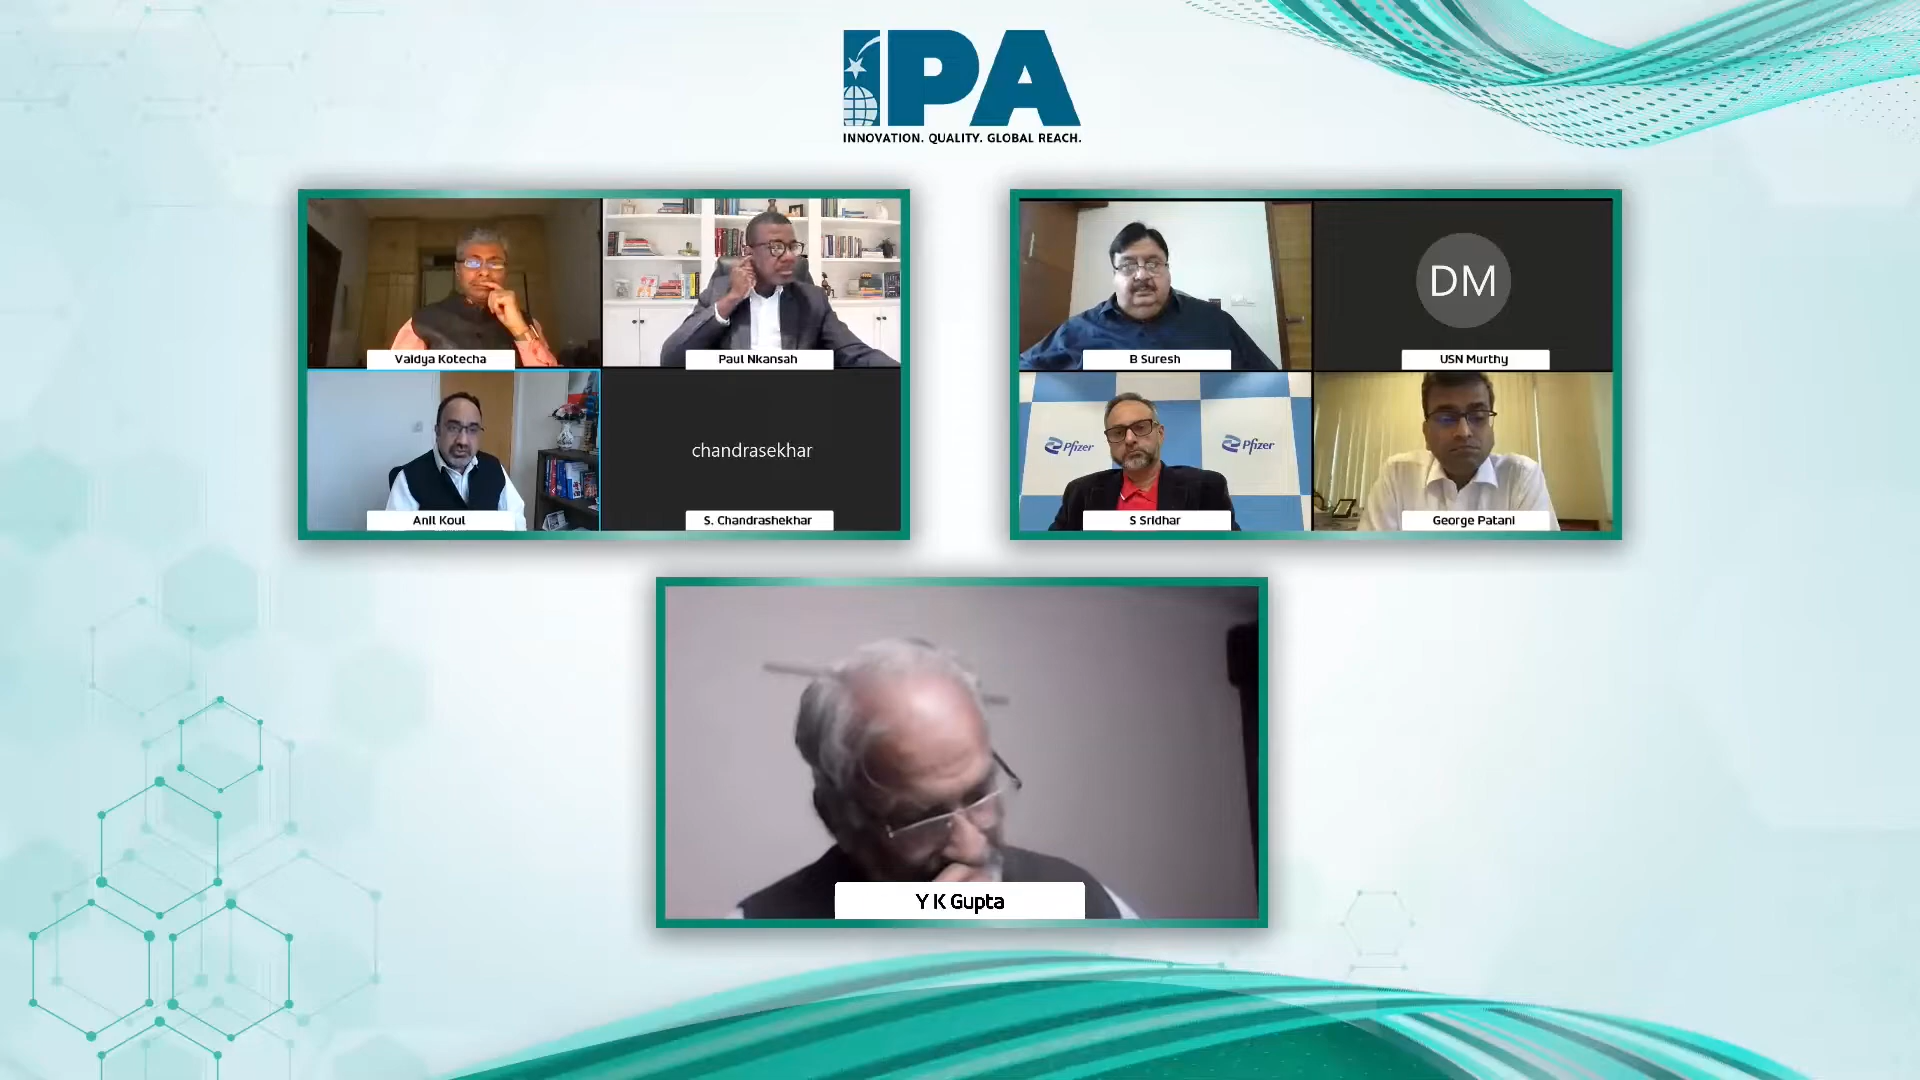 IPA
INNOVATION. QUALITY. GLOBAL REACH.
Vaidya Kotecha
Paul Nkansah
Anil Koul
chandrasekhar
S. Chandrashekhar
B Suresh
DM
USN Murthy
Pfizer
Pfizer
S Sridhar
George Patani
Y K Gupta